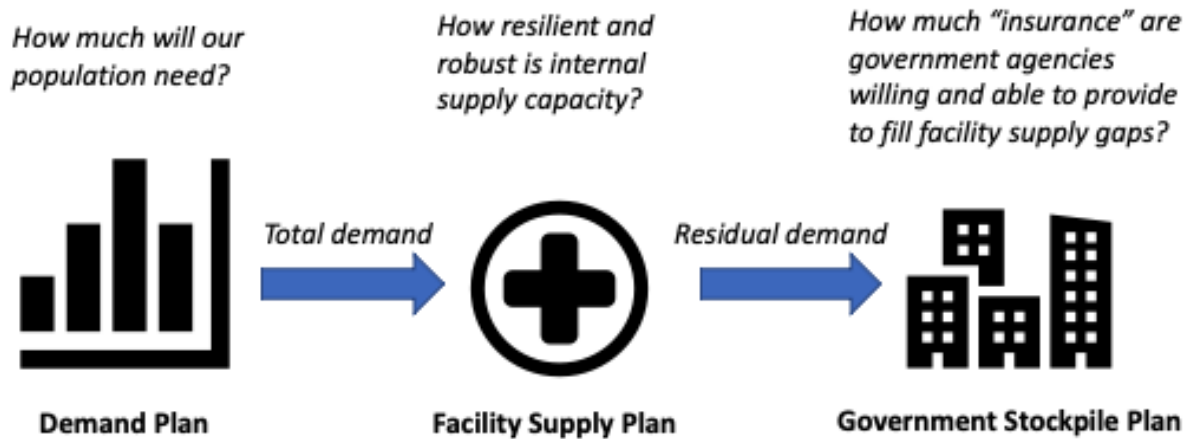 How much will our
population need?
How resilient and
robust is internal
supply capacity?
How much “insurance” are
government agencies
willing and able to provide
to fill facility supply gaps?
Total demand
Residual demand
Demand Plan
Facility Supply Plan
Government Stockpile Plan